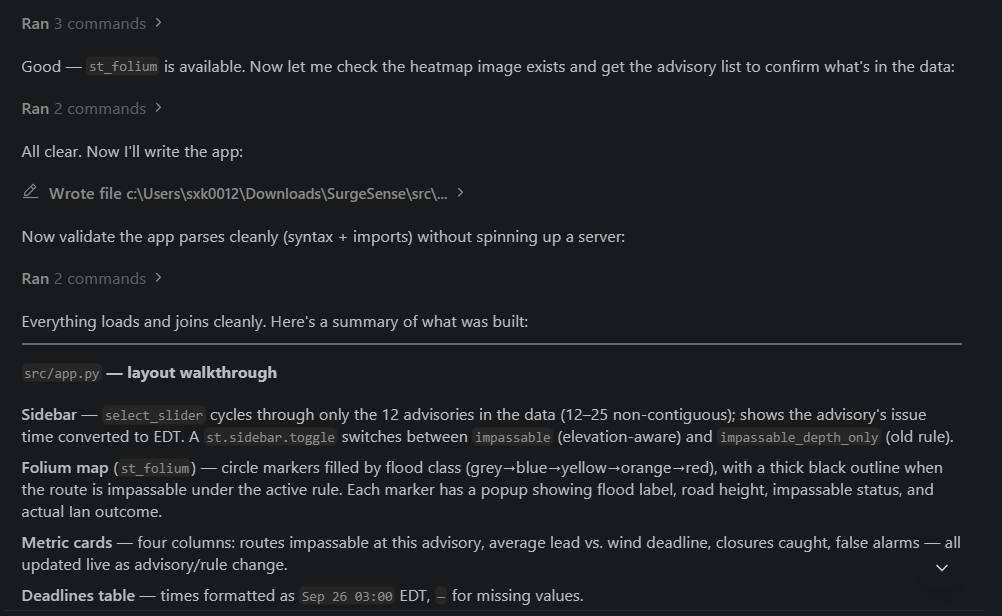 Ran 3 commands >
Good — st_folium is available. Now let me check the heatmap image exists and get the advisory list to confirm what's in the data:
Ran 2 commands >
All clear. Now I'll write the app:
Wrote file c:\Users\sxk0012\Downloads\SurgeSense\src\... >
Now validate the app parses cleanly (syntax + imports) without spinning up a server:
Ran 2 commands >
Everything loads and joins cleanly. Here's a summary of what was built:
src/app.py — layout walkthrough
Sidebar — select_slider cycles through only the 12 advisories in the data (12–25 non-contiguous); shows the advisory's issue
time converted to EDT. A st.sidebar.toggle switches between impassable (elevation-aware) and impassable_depth_only (old rule).
Folium map (st_folium) — circle markers filled by flood class (grey→blue→yellow→orange→red), with a thick black outline when
the route is impassable under the active rule. Each marker has a popup showing flood label, road height, impassable status, and
actual Ian outcome.
Metric cards — four columns: routes impassable at this advisory, average lead vs. wind deadline, closures caught, false alarms — all
updated live as advisory/rule change.
Deadlines table — times formatted as Sep 26 03:00 EDT, — for missing values.